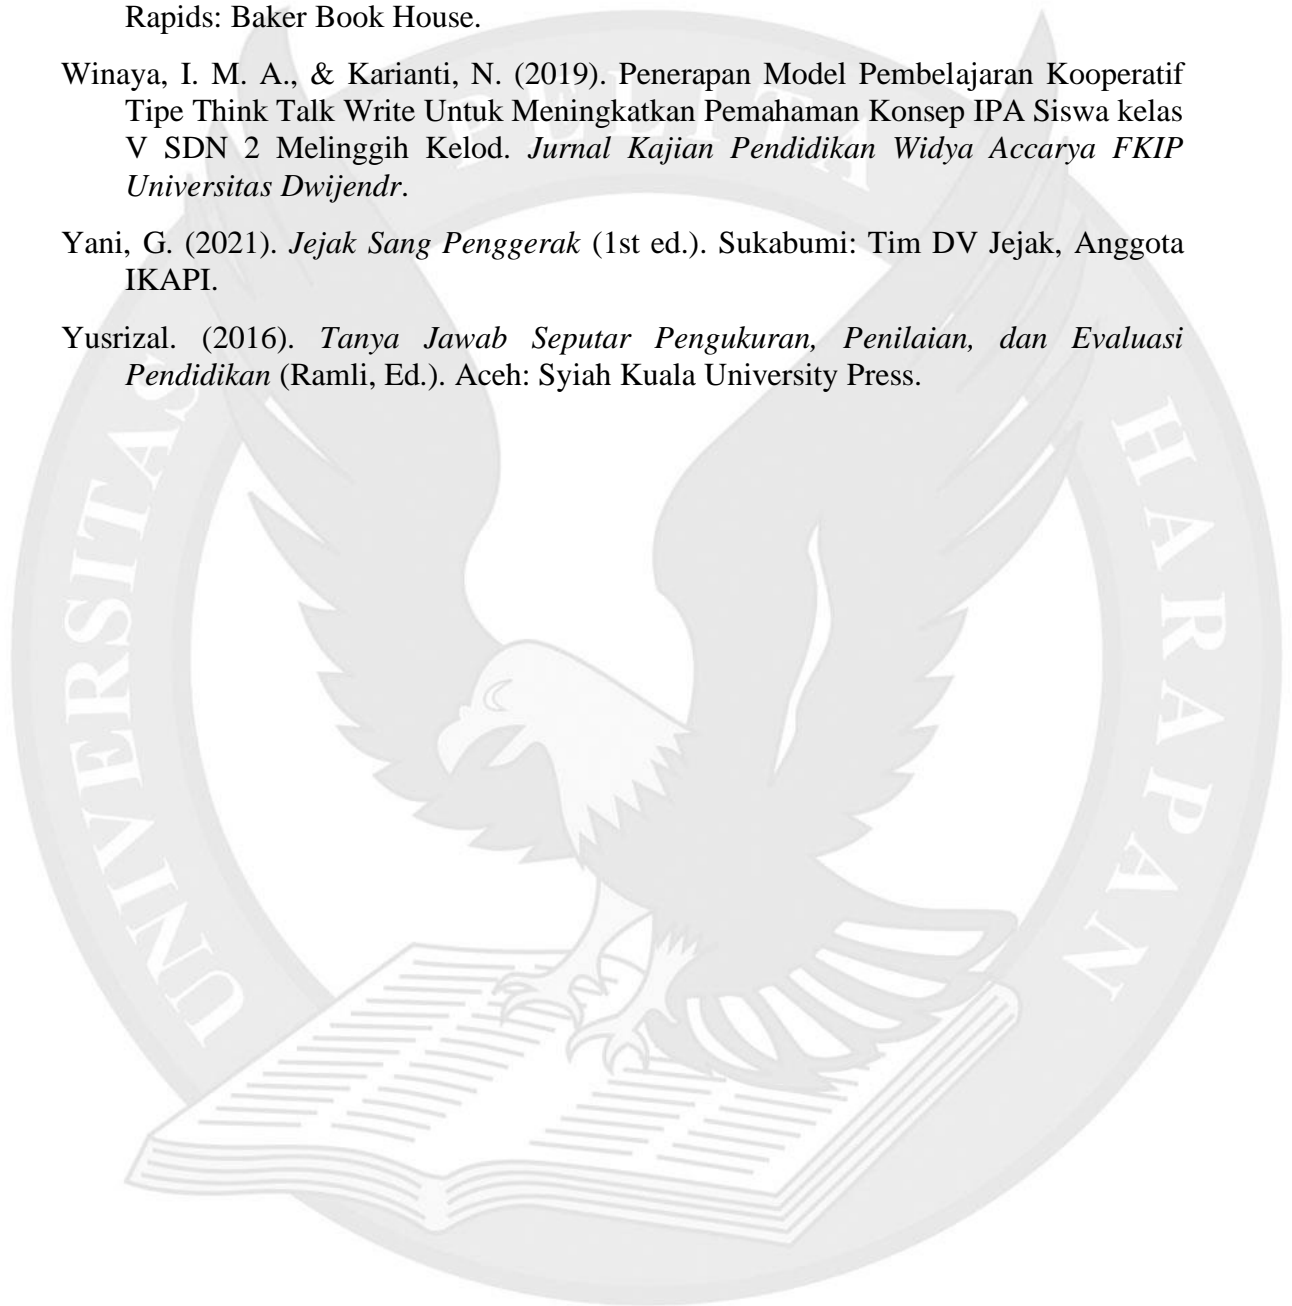 Rapids: Baker Book House.
Winaya, I. M. A., & Karianti, N. (2019). Penerapan Model Pembelajaran Kooperatif
Tipe Think Talk Write Untuk Meningkatkan Pemahaman Konsep IPA Siswa kelas
V SDN 2 Melinggih Kelod. Jurnal Kajian Pendidikan Widya Accarya FKIP
Universitas Dwijendr.
Yani, G. (2021). Jejak Sang Penggerak (1st ed.). Sukabumi: Tim DV Jejak, Anggota
IKAPI.
Yusrizal. (2016). Tanya Jawab Seputar Pengukuran, Penilaian, dan Evaluasi
Pendidikan (Ramli, Ed.). Aceh: Syiah Kuala University Press.
UNIVERSITAS PELITA HARAPAN